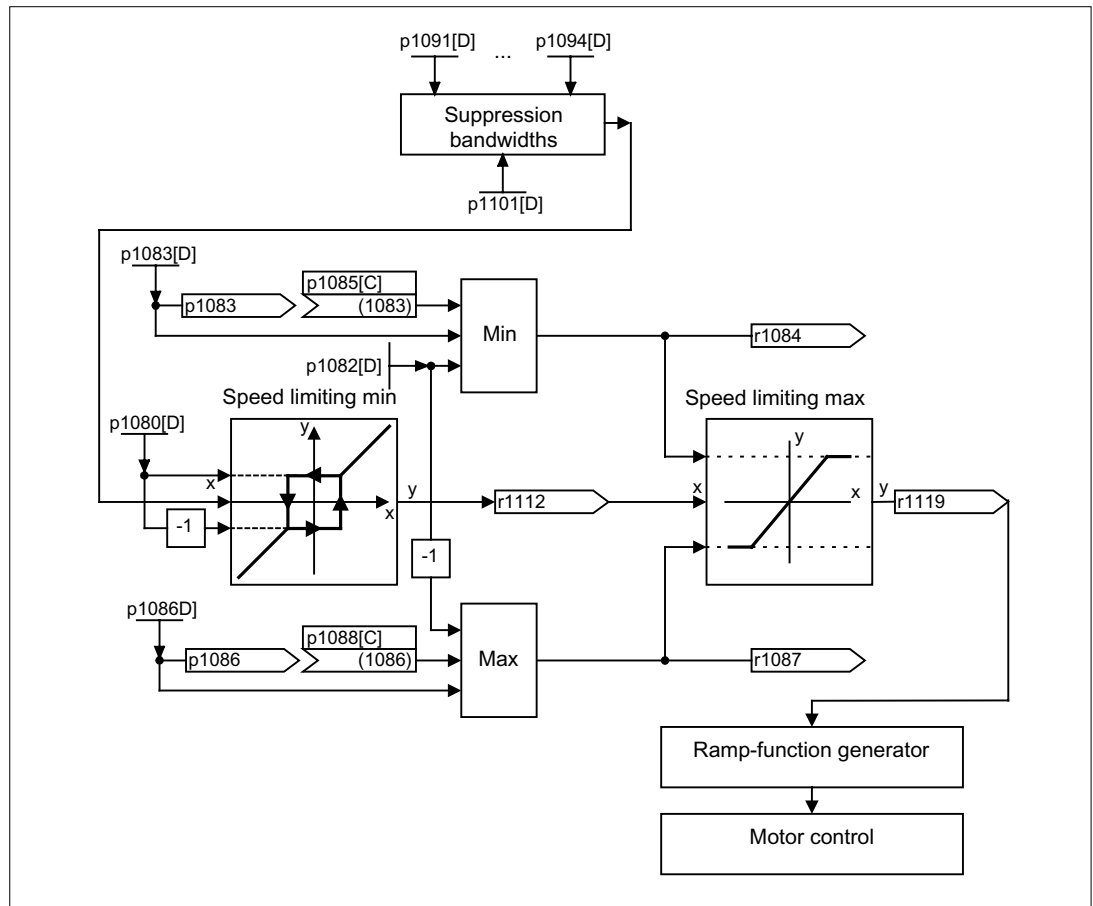 p1091[D] ... p1094[D]
Suppression
bandwidths
p1101[D]
p1083[D]
p1085[C]
p1083 (1083)
Min
r1084
p1082[D]
Speed limiting min
Speed limiting max
p1080[D]
y
y
x
x
y
r1112
x
x
y
r1119
-1
-1
p1086D]
p1088[C]
p1086 (1086)
Max
r1087
Ramp-function generator
Motor control